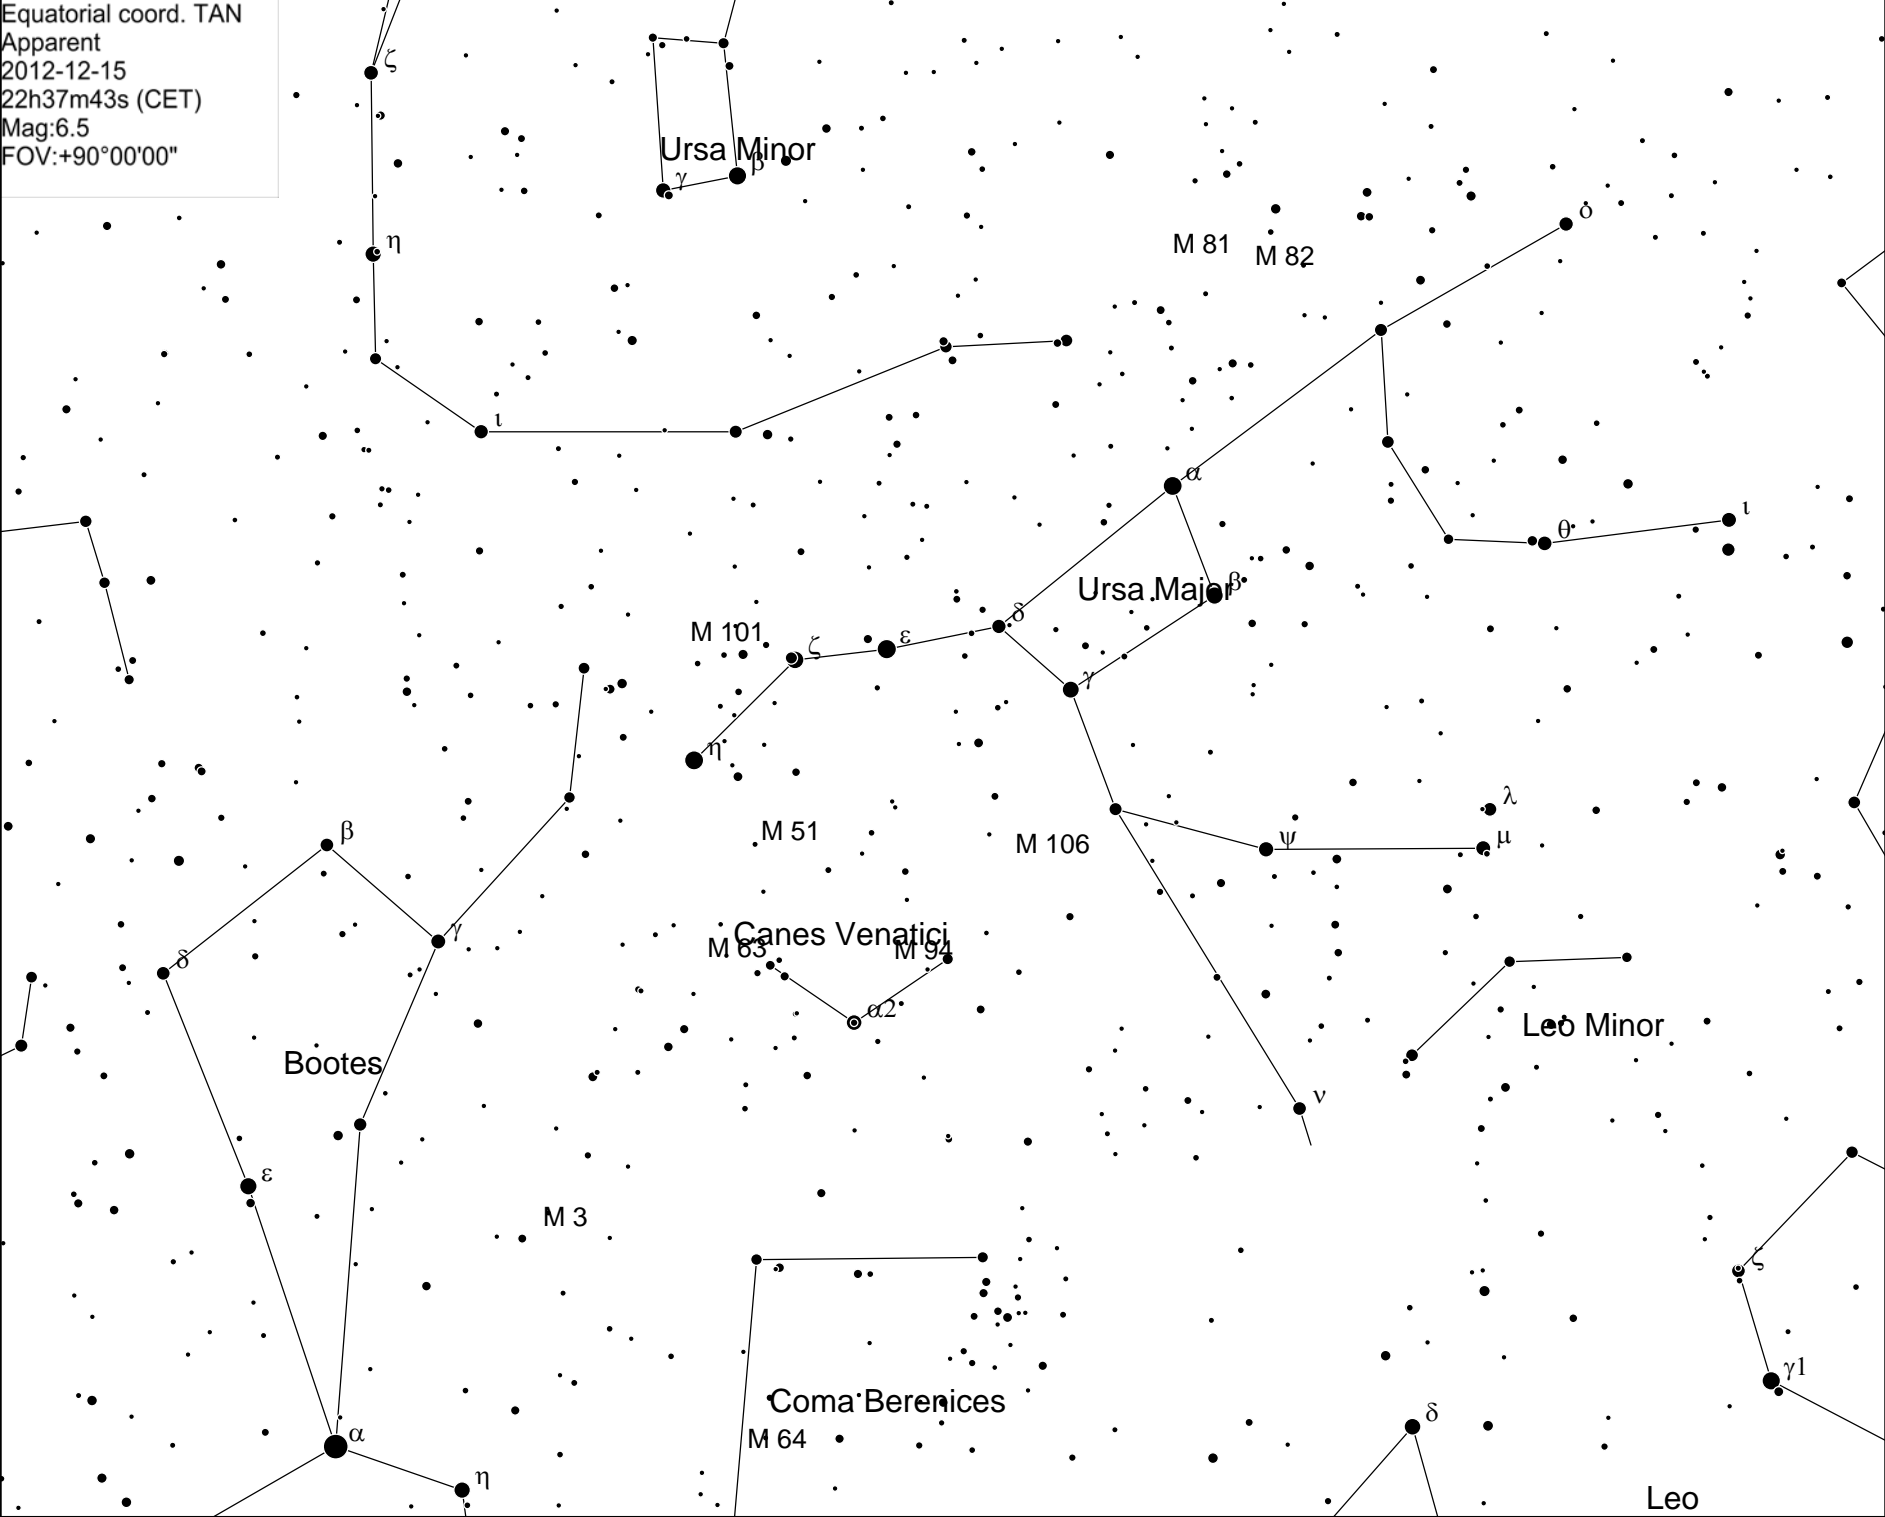 Equatorial coord. TAN
Apparent
2012-12-15
22h37m43s (CET)
Mag:6.5
FOV:+90°00'00"
ζ
Ursa Minor
β
γ
ο
η
M 81
M 82
ι
α
ι
θ
β
Ursa Major
δ
M 101
ε
ζ
γ
η
λ
β
M 51
M 106
ψ
μ
γ
Canes Venatici
M 63
M 94
δ
α2
Leo Minor
Bootes
ν
ε
M 3
ζ
γ1
Coma Berenices
δ
M 64
α
η
Leo